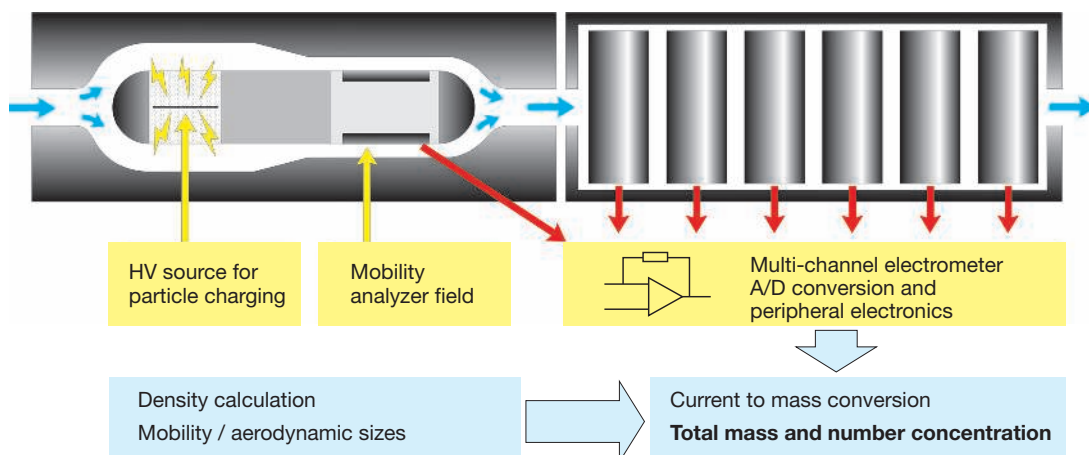 HV source for
particle charging
Mobility
analyzer field
Multi-channel electrometer
A/D conversion and
peripheral electronics
Density calculation
Mobility / aerodynamic sizes
Current to mass conversion
Total mass and number concentration